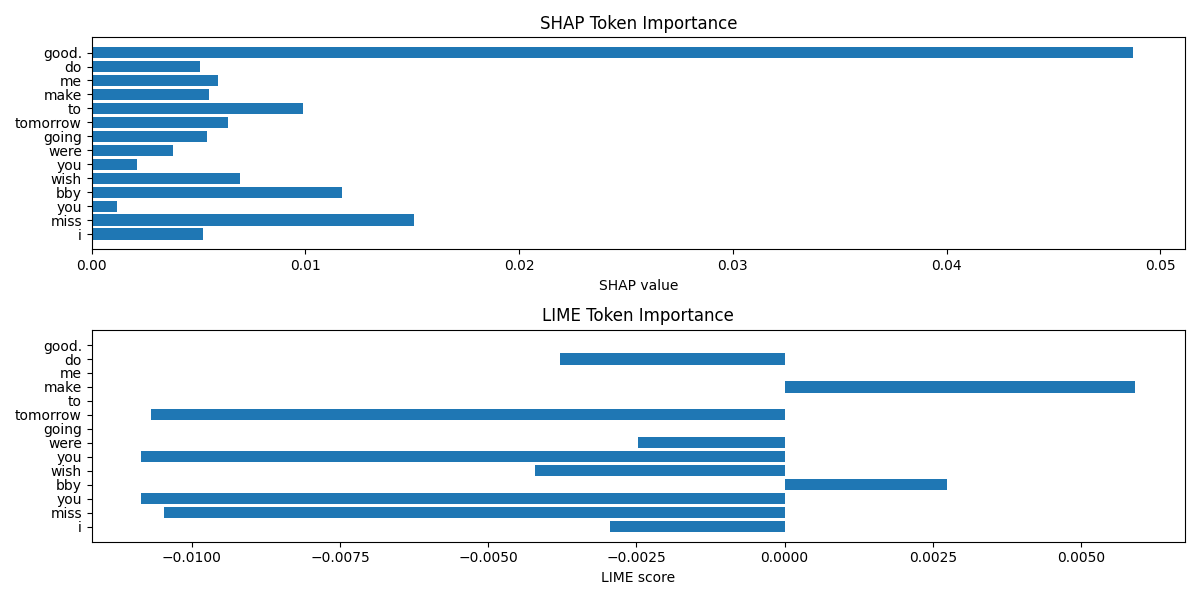 SHAP Token Importance
good.
do
me
make
to
tomorrow
going
were
you
wish
bby
you
miss
i
0.00 0.01 0.02 0.03 0.04 0.05
SHAP value
LIME Token Importance
good.
do
me
make
to
tomorrow
going
were
you
wish
bby
you
miss
i
−0.0100 −0.0075 −0.0050 −0.0025 0.0000 0.0025 0.0050
LIME score